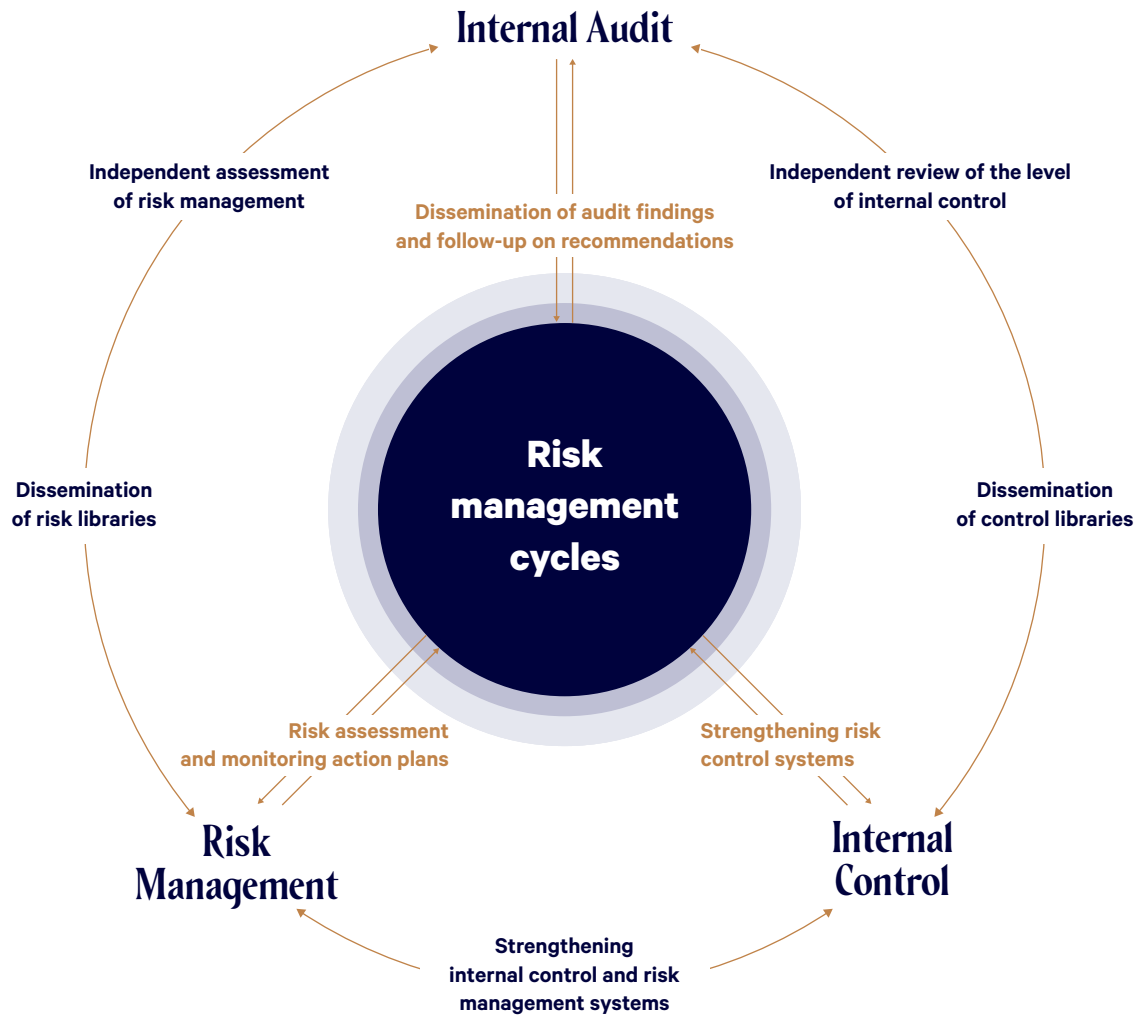 Internal Audit
Independent assessment
of risk management
Independent review of the level
of internal control
Dissemination of audit findings
and follow-up on recommendations
Risk
management
cycles
Dissemination
of risk libraries
Dissemination
of control libraries
Risk assessment
and monitoring action plans
Strengthening risk
control systems
Risk
Management
Internal
Control
Strengthening
internal control and risk
management systems